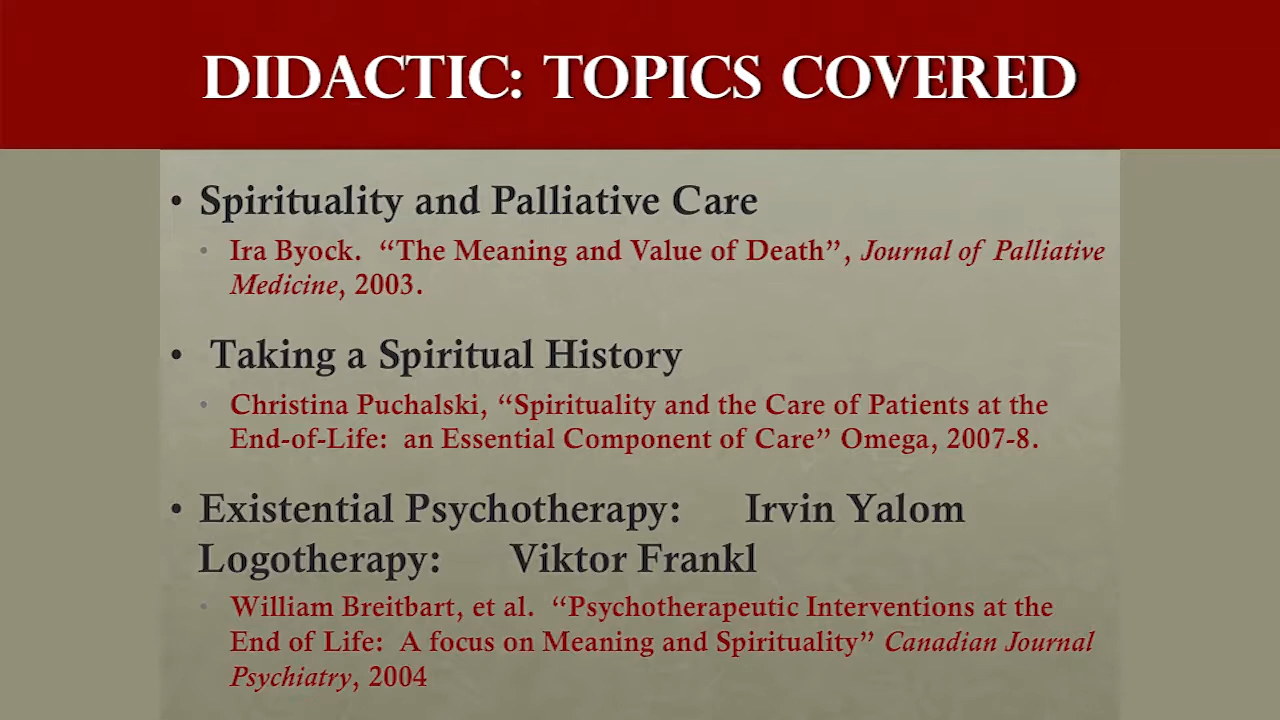 DIDACTIC: TOPICS COVERED
• Spirituality and Palliative Care
• Ira Byock. “The Meaning and Value of Death”, Journal of Palliative
Medicine, 2003.
• Taking a Spiritual History
• Christina Puchalski, “Spirituality and the Care of Patients at the
End-of-Life: an Essential Component of Care” Omega, 2007-8.
• Existential Psychotherapy: Irvin Yalom
Logotherapy: Viktor Frankl
• William Breitbart, et al. “Psychotherapeutic Interventions at the
End of Life: A focus on Meaning and Spirituality” Canadian Journal
Psychiatry, 2004